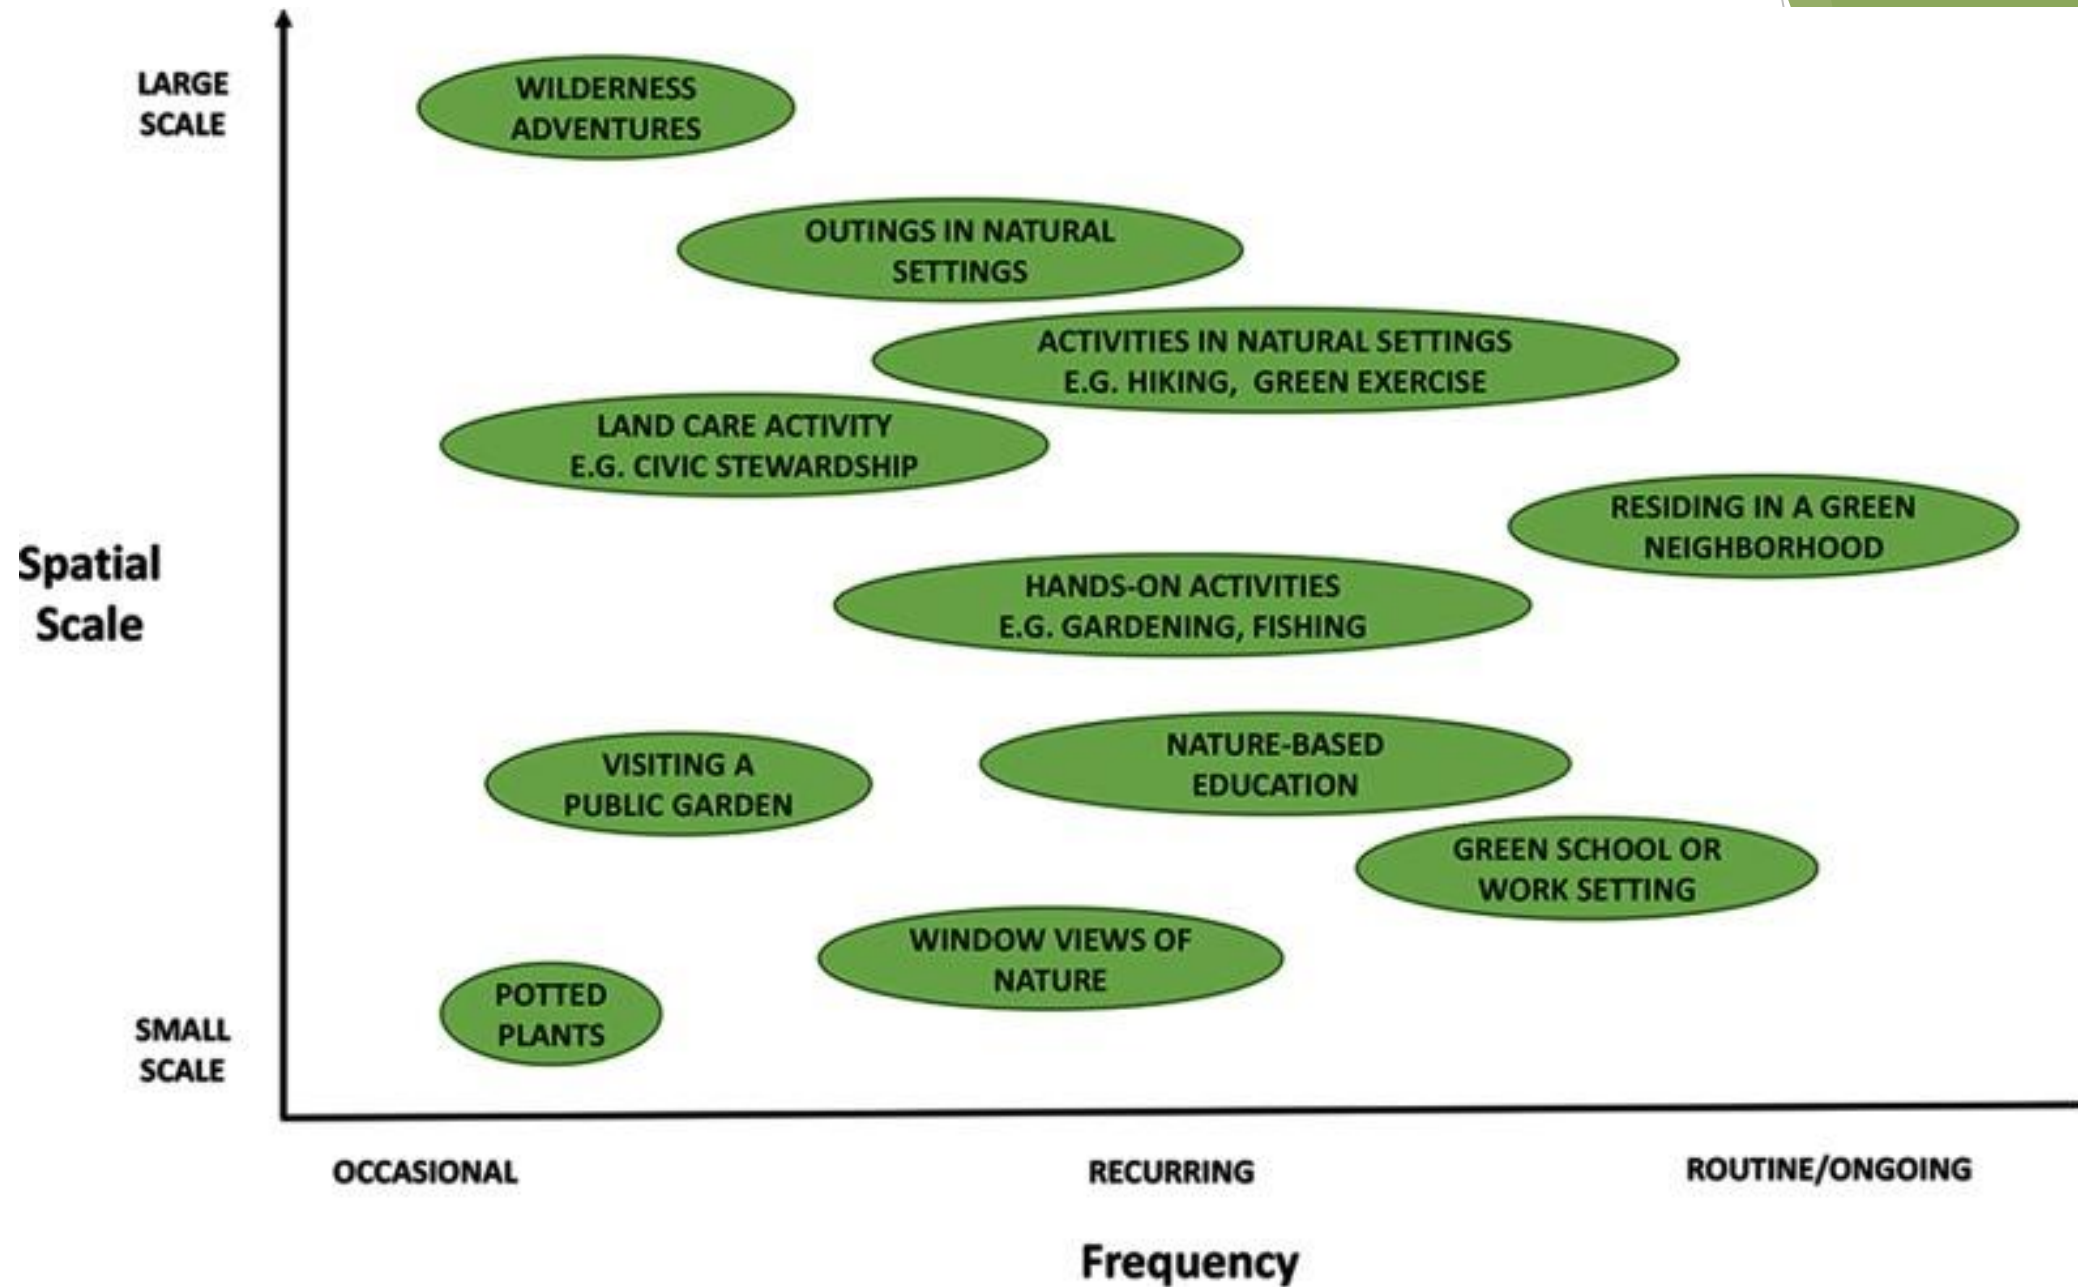 LARGE
SCALE
WILDERNESS
ADVENTURES
OUTINGS IN NATURAL
SETTINGS
ACTIVITIES IN NATURAL SETTINGS
E.G. HIKING, GREEN EXERCISE
LAND CARE ACTIVITY
E.G. CIVIC STEWARDSHIP
RESIDING IN A GREEN
NEIGHBORHOOD
Spatial
Scale
HANDS-ON ACTIVITIES
E.G. GARDENING, FISHING
VISITING A
PUBLIC GARDEN
NATURE-BASED
EDUCATION
GREEN SCHOOL OR
WORK SETTING
WINDOW VIEWS OF
NATURE
POTTED
PLANTS
SMALL
SCALE
OCCASIONAL
RECURRING
ROUTINE/ONGOING
Frequency